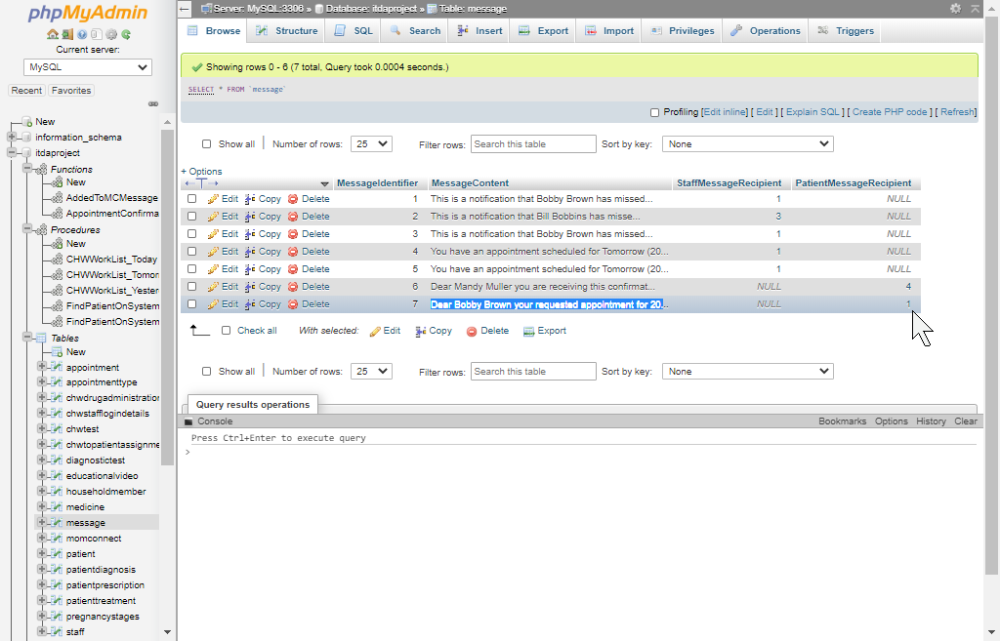 phpMyAdmin
Current server:
MySQL
Recent Favorites
New
information_schema
itdaproject
Functions
New
AddedToMCMessage
AppointmentConfirma
Procedures
New
CHWWorkList_Today
CHWWorkList_Tomor
CHWWorkList_Yester
FindPatientOnSystem
FindPatientOnSystem
Tables
New
appointment
appointmenttype
chwdrugadministration
chwstafflogindetails
chwtest
chwtopatientassignme
diagnostictest
educationalvideo
householdmember
medicine
message
momconnect
patient
patientdiagnosis
patientprescription
patienttreatment
pregnancystages
staff
Server: MySQL:3306 » Database: itdaproject » Table: message
Browse Structure SQL Search Insert Export Import Privileges Operations Triggers
Showing rows 0 - 6 (7 total, Query took 0.0004 seconds.)
SELECT * FROM `message`
Profiling [Edit inline] [ Edit ] [ Explain SQL ] [ Create PHP code ] [ Refresh]
Show all | Number of rows: 25 Filter rows: Search this table Sort by key: None
+ Options
←T→ MessageIdentifier MessageContent StaffMessageRecipient PatientMessageRecipient
Edit Copy Delete 1 This is a notification that Bobby Brown has missed... 1 NULL
Edit Copy Delete 2 This is a notification that Bill Bobbins has misse... 3 NULL
Edit Copy Delete 3 This is a notification that Bobby Brown has missed... 1 NULL
Edit Copy Delete 4 You have an appointment scheduled for Tomorrow (20... 1 NULL
Edit Copy Delete 5 You have an appointment scheduled for Tomorrow (20... 1 NULL
Edit Copy Delete 6 Dear Mandy Muller you are receiving this confirmat... NULL 4
Edit Copy Delete 7 Dear Bobby Brown your requested appointment for 20... NULL 1
Check all With selected: Edit Copy Delete Export
Show all | Number of rows: 25 Filter rows: Search this table Sort by key: None
Query results operations
Console Bookmarks Options History Clear
Press Ctrl+Enter to execute query
>